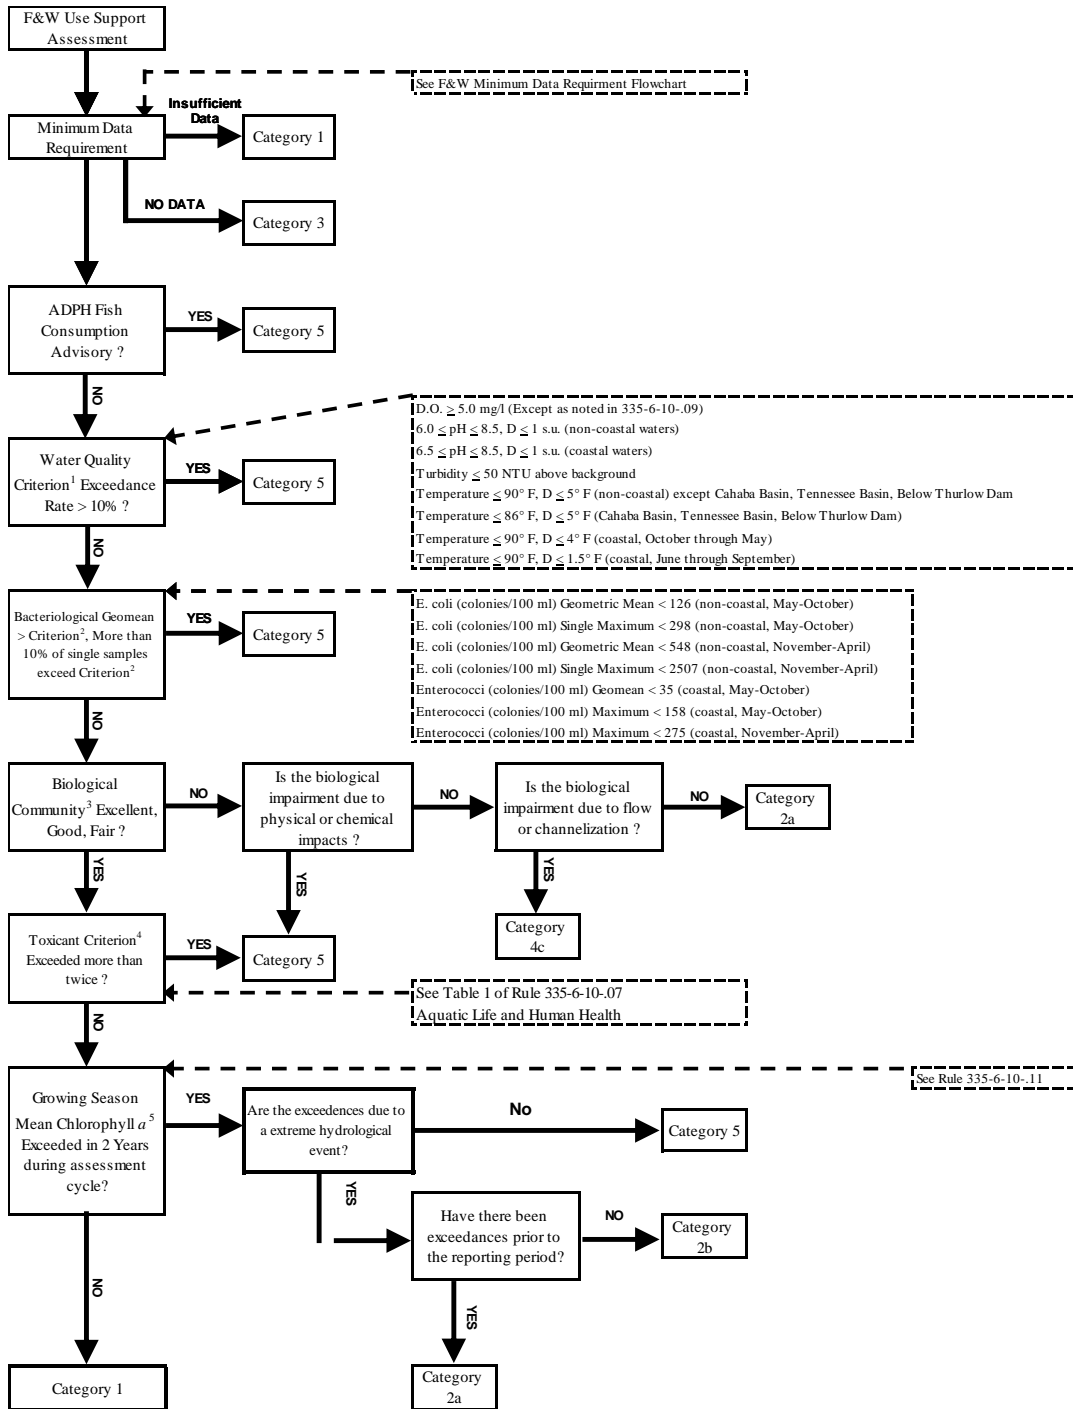 F&W Use Support
Assessment
See F&W Minimum Data Requirment Flowchart
Insufficient
Data
Minimum Data
Requirement
Category 1
NO DATA
Category 3
ADPH Fish
Consumption
Advisory ?
YES
Category 5
NO
D.O. ≥ 5.0 mg/l (Except as noted in 335-6-10-.09)
6.0 ≤ pH ≤ 8.5, D ≤ 1 s.u. (non-coastal waters)
6.5 ≤ pH ≤ 8.5, D ≤ 1 s.u. (coastal waters)
Turbidity ≤ 50 NTU above background
Temperature ≤ 90° F, D ≤ 5° F (non-coastal) except Cahaba Basin, Tennessee Basin, Below Thurlow Dam
Temperature ≤ 86° F, D ≤ 5° F (Cahaba Basin, Tennessee Basin, Below Thurlow Dam)
Temperature ≤ 90° F, D ≤ 4° F (coastal, October through May)
Temperature ≤ 90° F, D ≤ 1.5° F (coastal, June through September)
Water Quality
Criterion1 Exceedance
Rate > 10% ?
YES
Category 5
NO
Bacteriological Geomean
> Criterion2, More than
10% of single samples
exceed Criterion2
YES
Category 5
E. coli (colonies/100 ml) Geometric Mean < 126 (non-coastal, May-October)
E. coli (colonies/100 ml) Single Maximum < 298 (non-coastal, May-October)
E. coli (colonies/100 ml) Geometric Mean < 548 (non-coastal, November-April)
E. coli (colonies/100 ml) Single Maximum < 2507 (non-coastal, November-April)
Enterococci (colonies/100 ml) Geomean < 35 (coastal, May-October)
Enterococci (colonies/100 ml) Maximum < 158 (coastal, May-October)
Enterococci (colonies/100 ml) Maximum < 275 (coastal, November-April)
NO
Biological
Community3 Excellent,
Good, Fair ?
NO
Is the biological
impairment due to
physical or chemical
impacts ?
NO
Is the biological
impairment due to flow
or channelization ?
NO
Category
2a
YES
YES
YES
Toxicant Criterion4
Exceeded more than
twice ?
YES
Category 5
Category
4c
See Table 1 of Rule 335-6-10-.07
Aquatic Life and Human Health
NO
See Rule 335-6-10-.11
Growing Season
Mean Chlorophyll a5
Exceeded in 2 Years
during assessment
cycle?
YES
Are the exceedences due to
a extreme hydrological
event?
No
Category 5
YES
Have there been
exceedances prior to
the reporting period?
NO
Category
2b
NO
YES
Category 1
Category
2a